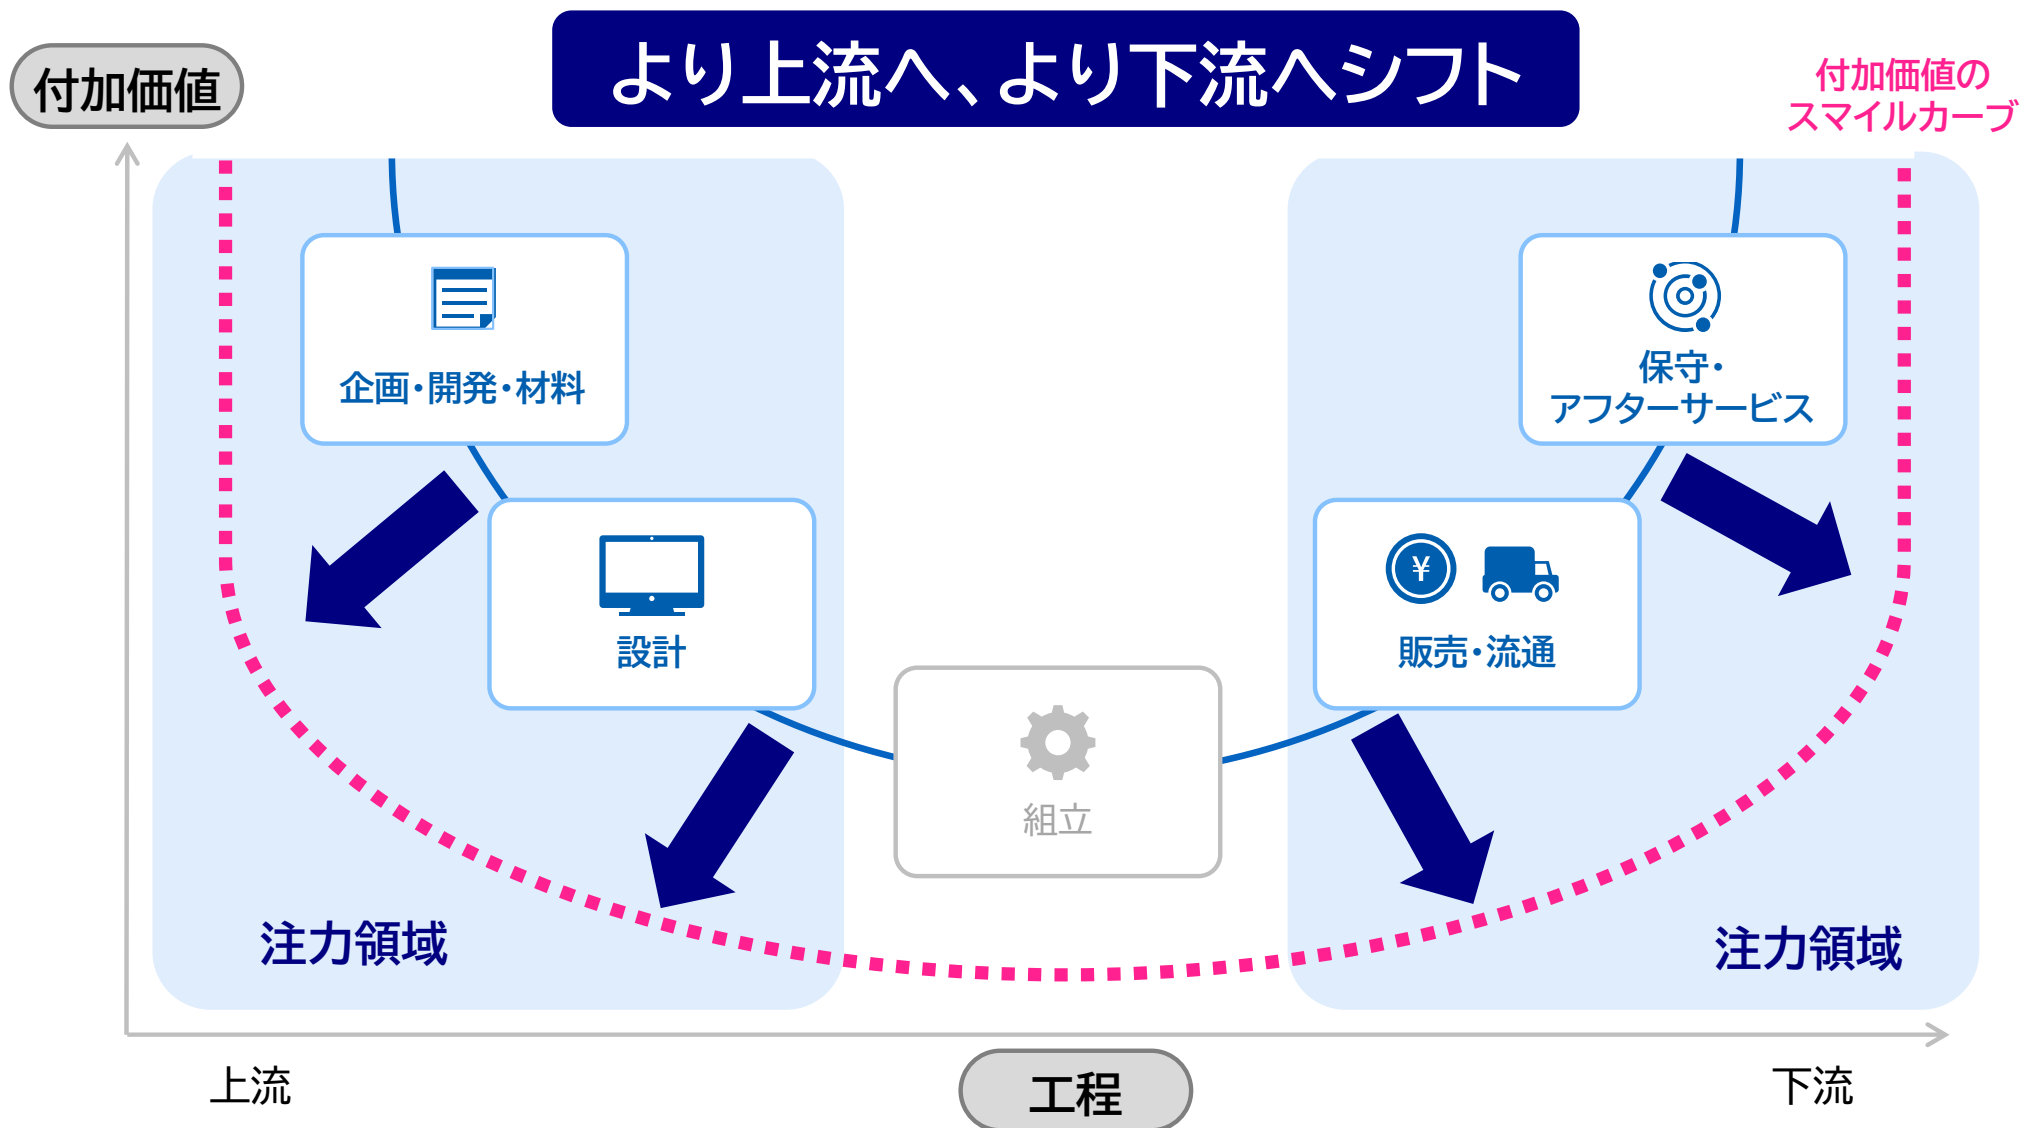 より上流へ、より下流へシフト
付加価値
付加価値の
スマイルカーブ
企画・開発・材料
保守・
アフターサービス
設計
¥
販売・流通
組立
注力領域
注力領域
上流
工程
下流